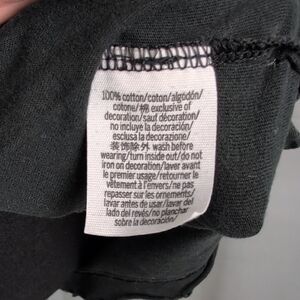 100% cotton/coton/algodón/
cotone/棉 exclusive of
decoration/sauf décoration/
no incluye la decoración/
esclusa la decorazione/
装饰除外 wash before
wearing/turn inside out/do not
iron on decoration/laver avant
le premier usage/retourner le
vêtement à l'envers/ne pas
repasser sur les ornements/
lavar antes de usar/lavar del
lado del revés/no planchar
sobre la decoración/